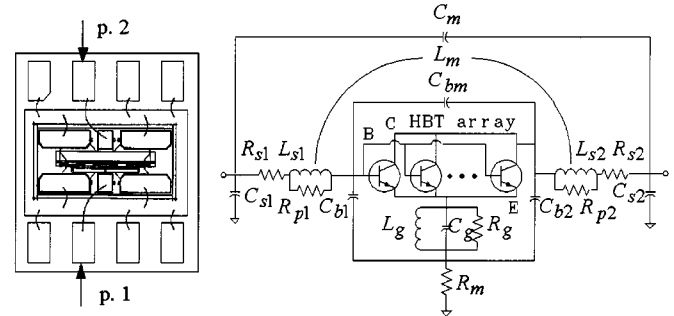 p. 2
p. 1
C_m
L_m
C_bm
B C HBT array
R_s1 L_s1 L_s2 R_s2
C_s1 R_p1 C_b1 E C_b2 R_p2 C_s2
L_g C_g R_g
R_m